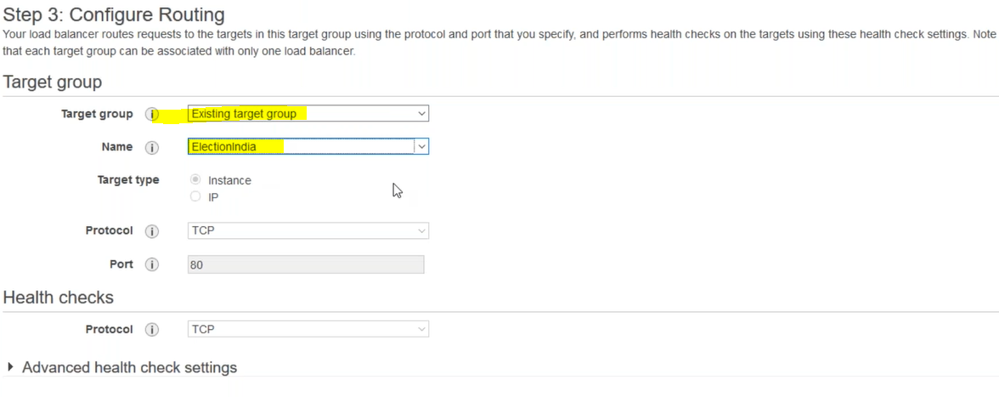 Step 3: Configure Routing
Your load balancer routes requests to the targets in this target group using the protocol and port that you specify, and performs health checks on the targets using these health check settings. Note
that each target group can be associated with only one load balancer.
Target group
Target group i Existing target group
Name i ElectionIndia
Target type Instance
IP
Protocol i TCP
Port i 80
Health checks
Protocol i TCP
Advanced health check settings